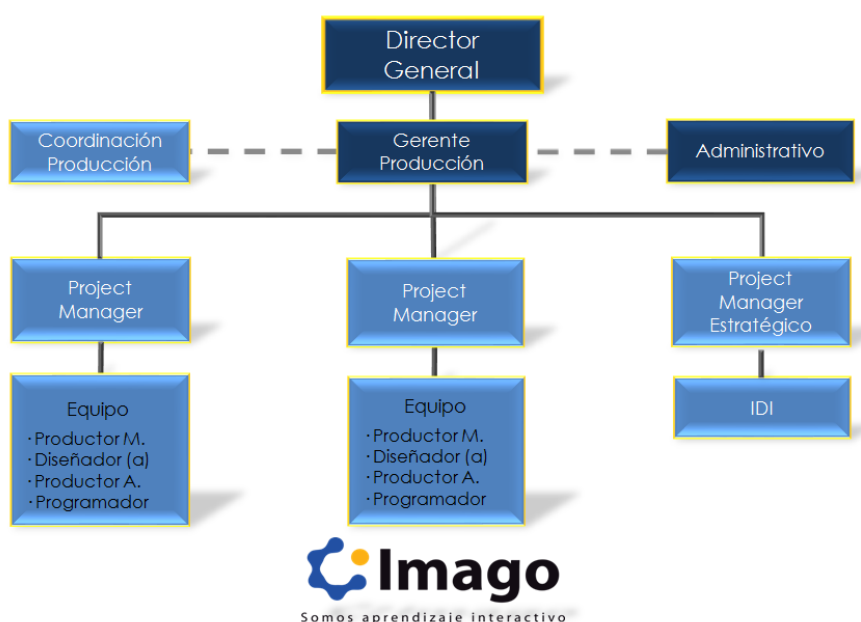 Director
General
Coordinación
Producción
Gerente
Producción
Administrativo
Project
Manager
Project
Manager
Project
Manager
Estratégico
Equipo
·Productor M.
·Diseñador (a)
·Productor A.
·Programador
Equipo
·Productor M.
·Diseñador (a)
·Productor A.
·Programador
IDI
Imago
Somos aprendizaje interactivo